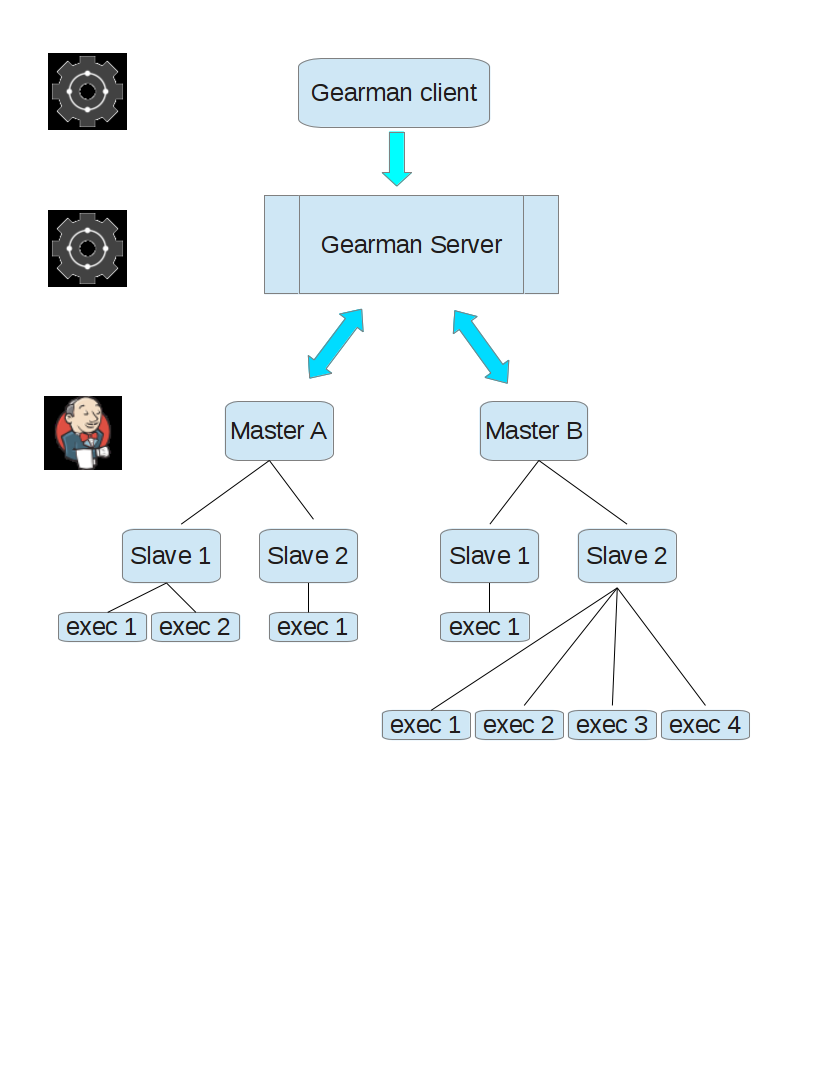 Gearman client
Gearman Server
Master A
Master B
Slave 1
Slave 2
Slave 1
Slave 2
exec 1
exec 2
exec 1
exec 1
exec 1
exec 2
exec 3
exec 4